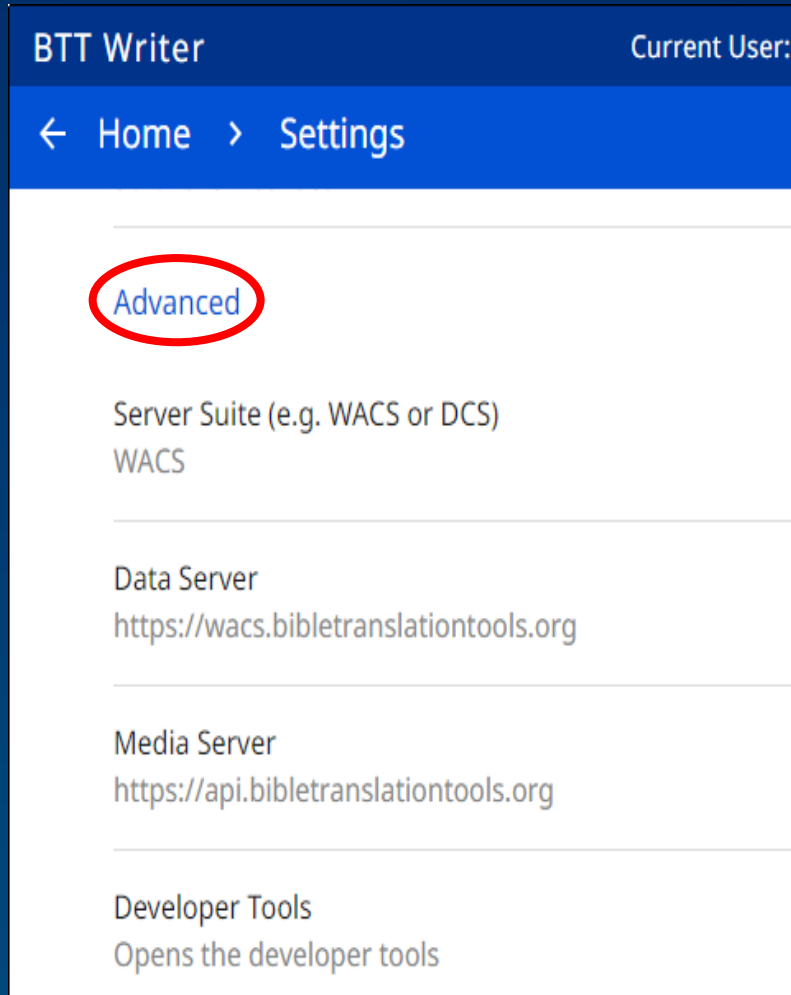 BTT Writer Current User:
← Home › Settings
Advanced
Server Suite (e.g. WACS or DCS)
WACS
Data Server
https://wacs.bibletranslationtools.org
Media Server
https://api.bibletranslationtools.org
Developer Tools
Opens the developer tools